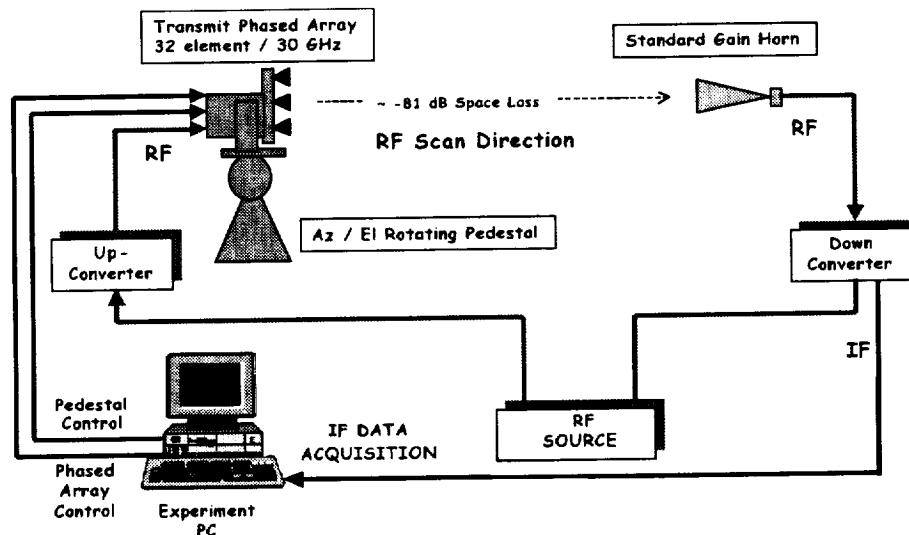 Transmit Phased Array
32 element / 30 GHz
Standard Gain Horn
~ -81 dB Space Loss
RF Scan Direction
RF
RF
Az / El Rotating Pedestal
Up-
Converter
Down
Converter
IF
RF
SOURCE
Pedestal
Control
IF DATA
ACQUISITION
Phased
Array
Control
Experiment
PC